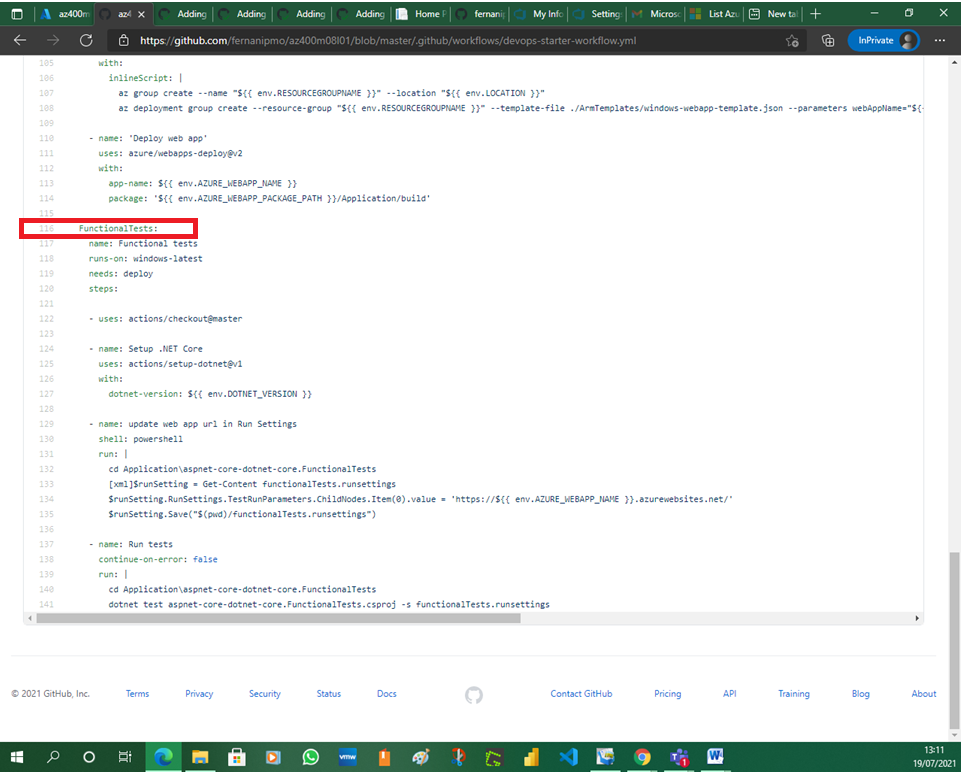 az400m
az4
Adding
Adding
Adding
Adding
Home P
fernanip
My Info
Settings
Microso
List Azu
New tab
https://github.com/fernanipmo/az400m08l01/blob/master/.github/workflows/devops-starter-workflow.yml
InPrivate
105 with:
106 inlineScript: |
107 az group create --name "${{ env.RESOURCEGROUPNAME }}" --location "${{ env.LOCATION }}"
108 az deployment group create --resource-group "${{ env.RESOURCEGROUPNAME }}" --template-file ./ArmTemplates/windows-webapp-template.json --parameters webAppName="${
109
110 - name: 'Deploy web app'
111 uses: azure/webapps-deploy@v2
112 with:
113 app-name: ${{ env.AZURE_WEBAPP_NAME }}
114 package: '${{ env.AZURE_WEBAPP_PACKAGE_PATH }}/Application/build'
115
116 FunctionalTests:
117 name: Functional tests
118 runs-on: windows-latest
119 needs: deploy
120 steps:
121
122 - uses: actions/checkout@master
123
124 - name: Setup .NET Core
125 uses: actions/setup-dotnet@v1
126 with:
127 dotnet-version: ${{ env.DOTNET_VERSION }}
128
129 - name: update web app url in Run Settings
130 shell: powershell
131 run: |
132 cd Application\aspnet-core-dotnet-core.FunctionalTests
133 [xml]$runSetting = Get-Content functionalTests.runsettings
134 $runSetting.RunSettings.TestRunParameters.ChildNodes.Item(0).value = 'https://${{ env.AZURE_WEBAPP_NAME }}.azurewebsites.net/'
135 $runSetting.Save("$(pwd)/functionalTests.runsettings")
136
137 - name: Run tests
138 continue-on-error: false
139 run: |
140 cd Application\aspnet-core-dotnet-core.FunctionalTests
141 dotnet test aspnet-core-dotnet-core.FunctionalTests.csproj -s functionalTests.runsettings
© 2021 GitHub, Inc. Terms Privacy Security Status Docs Contact GitHub Pricing API Training Blog About
vmw
13:11
19/07/2021